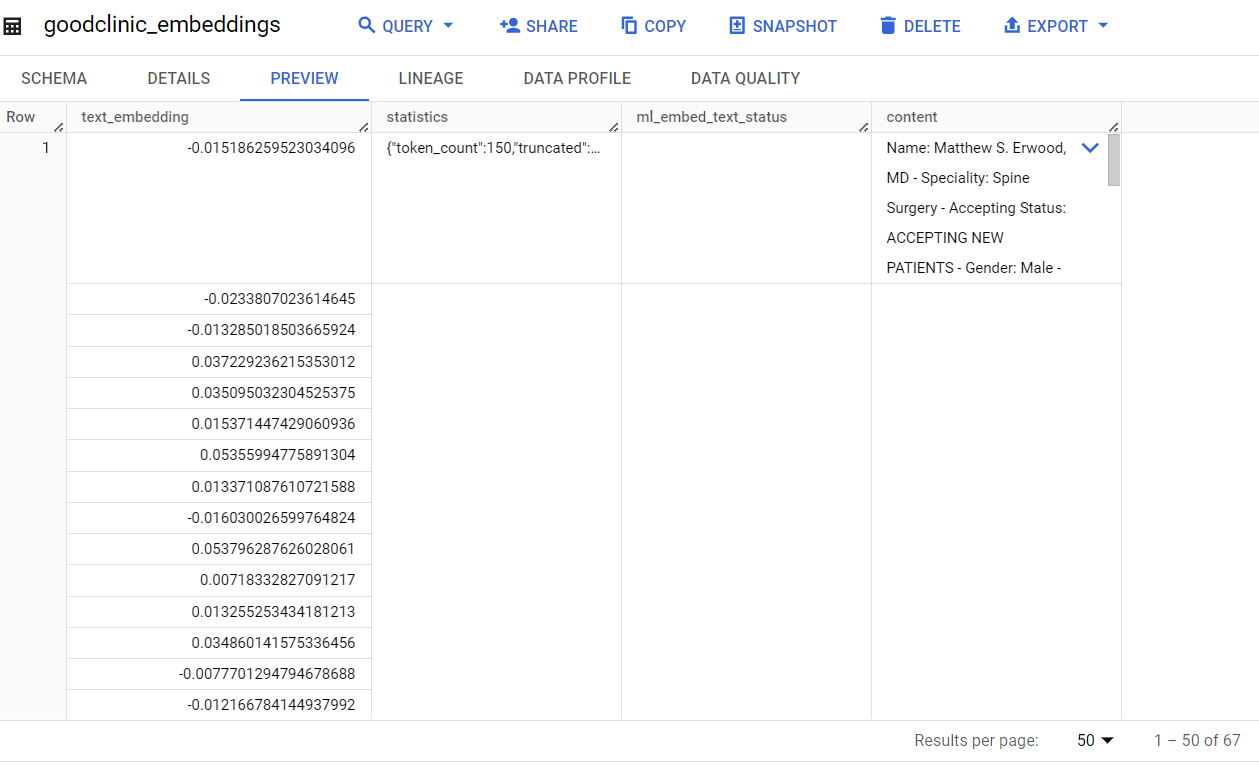 goodclinic_embeddings QUERY SHARE COPY SNAPSHOT DELETE EXPORT
SCHEMA DETAILS PREVIEW LINEAGE DATA PROFILE DATA QUALITY
Row text_embedding statistics ml_embed_text_status content
1 -0.015186259523034096 {"token_count":150,"truncated":... Name: Matthew S. Erwood,
MD - Speciality: Spine
Surgery - Accepting Status:
ACCEPTING NEW
PATIENTS - Gender: Male -
-0.0233807023614645
-0.013285018503665924
0.037229236215353012
0.035095032304525375
0.015371447429060936
0.05355994775891304
0.013371087610721588
-0.016030026599764824
0.053796287626028061
0.00718332827091217
0.013255253434181213
0.034860141575336456
-0.0077701294794678688
-0.012166784144937992
Results per page: 50 1 – 50 of 67